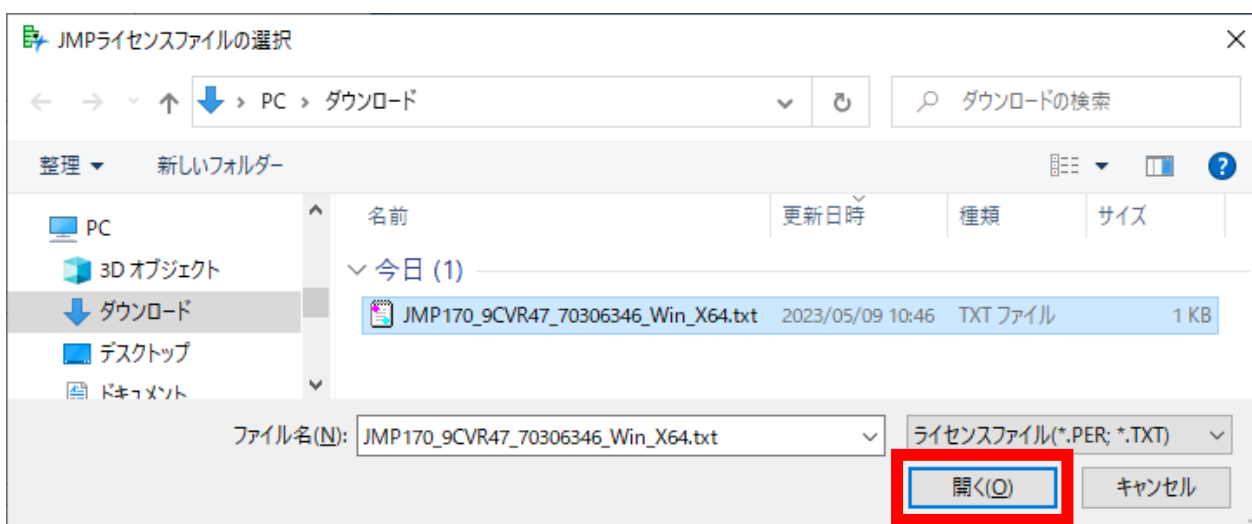 JMPライセンスファイルの選択
PC › ダウンロード
ダウンロードの検索
整理 新しいフォルダー
PC
3D オブジェクト
ダウンロード
デスクトップ
ドキュメント
名前 更新日時 種類 サイズ
今日 (1)
JMP170_9CVR47_70306346_Win_X64.txt 2023/05/09 10:46 TXT ファイル 1 KB
ファイル名(N): JMP170_9CVR47_70306346_Win_X64.txt ライセンスファイル(*.PER; *.TXT)
開く(O) キャンセル